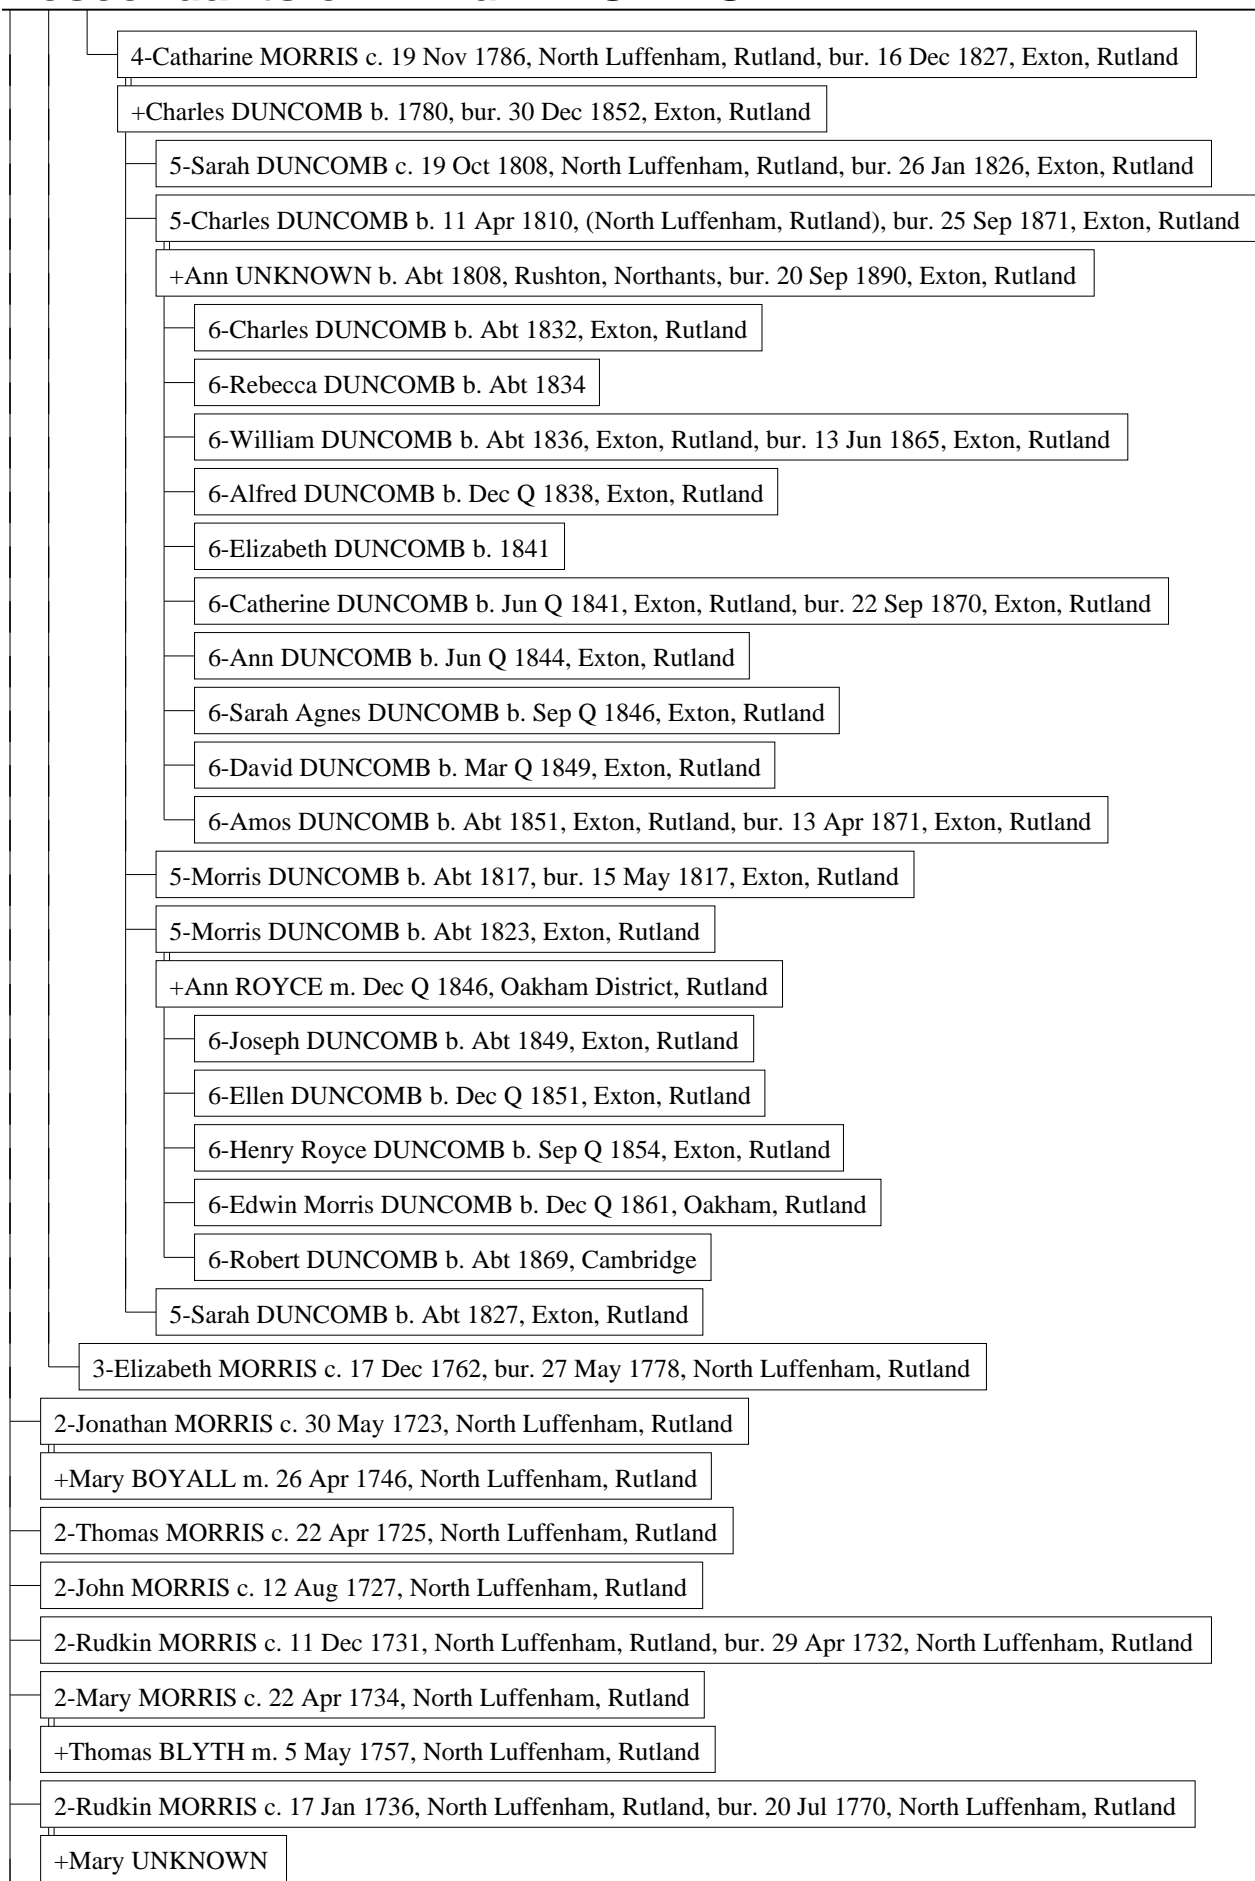 4-Catharine MORRIS c. 19 Nov 1786, North Luffenham, Rutland, bur. 16 Dec 1827, Exton, Rutland
+Charles DUNCOMB b. 1780, bur. 30 Dec 1852, Exton, Rutland
5-Sarah DUNCOMB c. 19 Oct 1808, North Luffenham, Rutland, bur. 26 Jan 1826, Exton, Rutland
5-Charles DUNCOMB b. 11 Apr 1810, (North Luffenham, Rutland), bur. 25 Sep 1871, Exton, Rutland
+Ann UNKNOWN b. Abt 1808, Rushton, Northants, bur. 20 Sep 1890, Exton, Rutland
6-Charles DUNCOMB b. Abt 1832, Exton, Rutland
6-Rebecca DUNCOMB b. Abt 1834
6-William DUNCOMB b. Abt 1836, Exton, Rutland, bur. 13 Jun 1865, Exton, Rutland
6-Alfred DUNCOMB b. Dec Q 1838, Exton, Rutland
6-Elizabeth DUNCOMB b. 1841
6-Catherine DUNCOMB b. Jun Q 1841, Exton, Rutland, bur. 22 Sep 1870, Exton, Rutland
6-Ann DUNCOMB b. Jun Q 1844, Exton, Rutland
6-Sarah Agnes DUNCOMB b. Sep Q 1846, Exton, Rutland
6-David DUNCOMB b. Mar Q 1849, Exton, Rutland
6-Amos DUNCOMB b. Abt 1851, Exton, Rutland, bur. 13 Apr 1871, Exton, Rutland
5-Morris DUNCOMB b. Abt 1817, bur. 15 May 1817, Exton, Rutland
5-Morris DUNCOMB b. Abt 1823, Exton, Rutland
+Ann ROYCE m. Dec Q 1846, Oakham District, Rutland
6-Joseph DUNCOMB b. Abt 1849, Exton, Rutland
6-Ellen DUNCOMB b. Dec Q 1851, Exton, Rutland
6-Henry Royce DUNCOMB b. Sep Q 1854, Exton, Rutland
6-Edwin Morris DUNCOMB b. Dec Q 1861, Oakham, Rutland
6-Robert DUNCOMB b. Abt 1869, Cambridge
5-Sarah DUNCOMB b. Abt 1827, Exton, Rutland
3-Elizabeth MORRIS c. 17 Dec 1762, bur. 27 May 1778, North Luffenham, Rutland
2-Jonathan MORRIS c. 30 May 1723, North Luffenham, Rutland
+Mary BOYALL m. 26 Apr 1746, North Luffenham, Rutland
2-Thomas MORRIS c. 22 Apr 1725, North Luffenham, Rutland
2-John MORRIS c. 12 Aug 1727, North Luffenham, Rutland
2-Rudkin MORRIS c. 11 Dec 1731, North Luffenham, Rutland, bur. 29 Apr 1732, North Luffenham, Rutland
2-Mary MORRIS c. 22 Apr 1734, North Luffenham, Rutland
+Thomas BLYTH m. 5 May 1757, North Luffenham, Rutland
2-Rudkin MORRIS c. 17 Jan 1736, North Luffenham, Rutland, bur. 20 Jul 1770, North Luffenham, Rutland
+Mary UNKNOWN